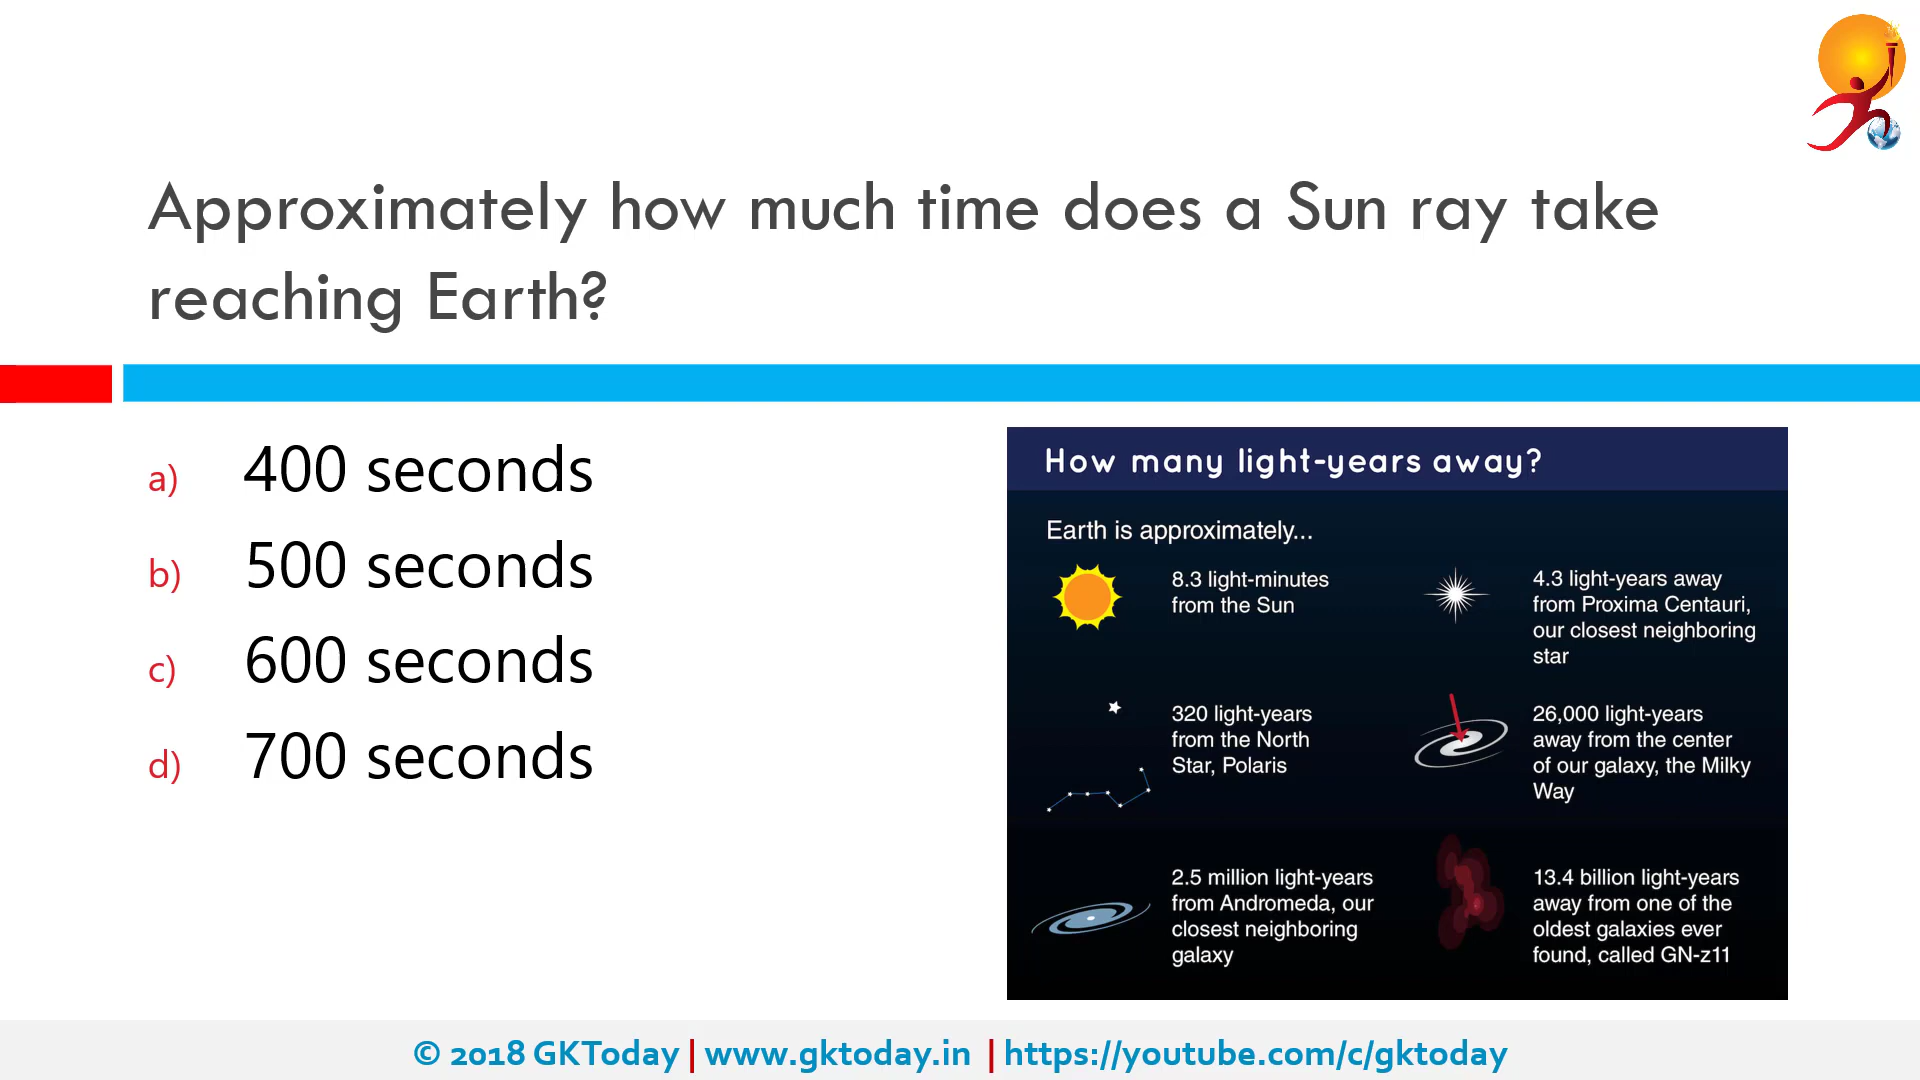 Approximately how much time does a Sun ray take
reaching Earth?
a) 400 seconds
b) 500 seconds
c) 600 seconds
d) 700 seconds
How many light-years away?
Earth is approximately...
8.3 light-minutes
from the Sun
4.3 light-years away
from Proxima Centauri,
our closest neighboring
star
320 light-years
from the North
Star, Polaris
26,000 light-years
away from the center
of our galaxy, the Milky
Way
2.5 million light-years
from Andromeda, our
closest neighboring
galaxy
13.4 billion light-years
away from one of the
oldest galaxies ever
found, called GN-z11
© 2018 GKToday | www.gktoday.in | https://youtube.com/c/gktoday